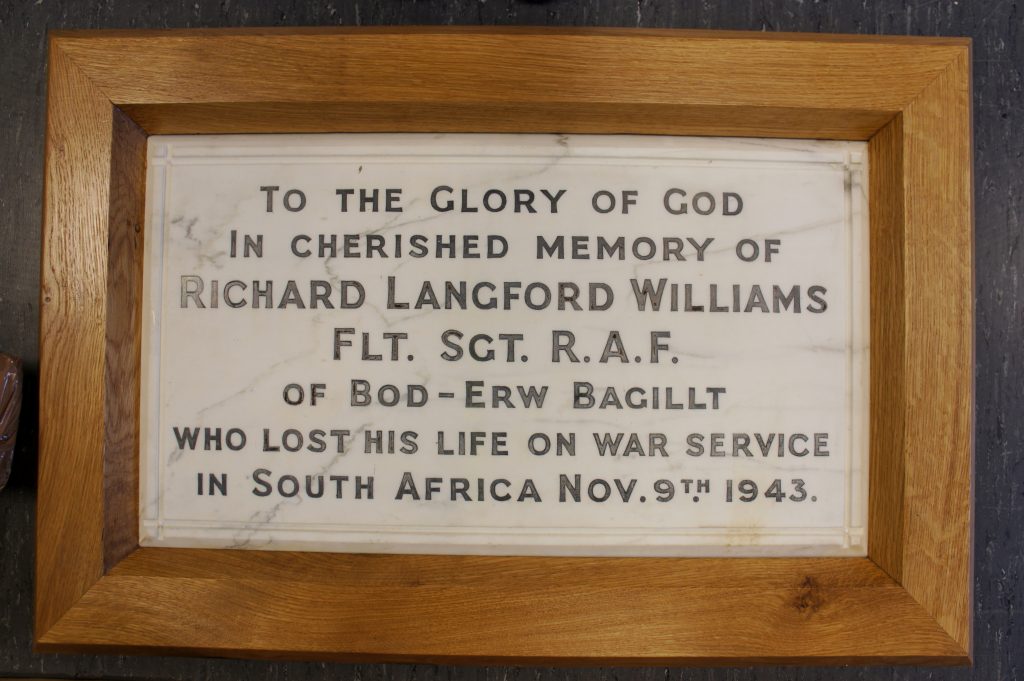 To the Glory of God
In cherished memory of
Richard Langford Williams
Flt. Sgt. R.A.F.
of Bod-Erw Bagillt
who lost his life on war service
in South Africa Nov. 9th. 1943.